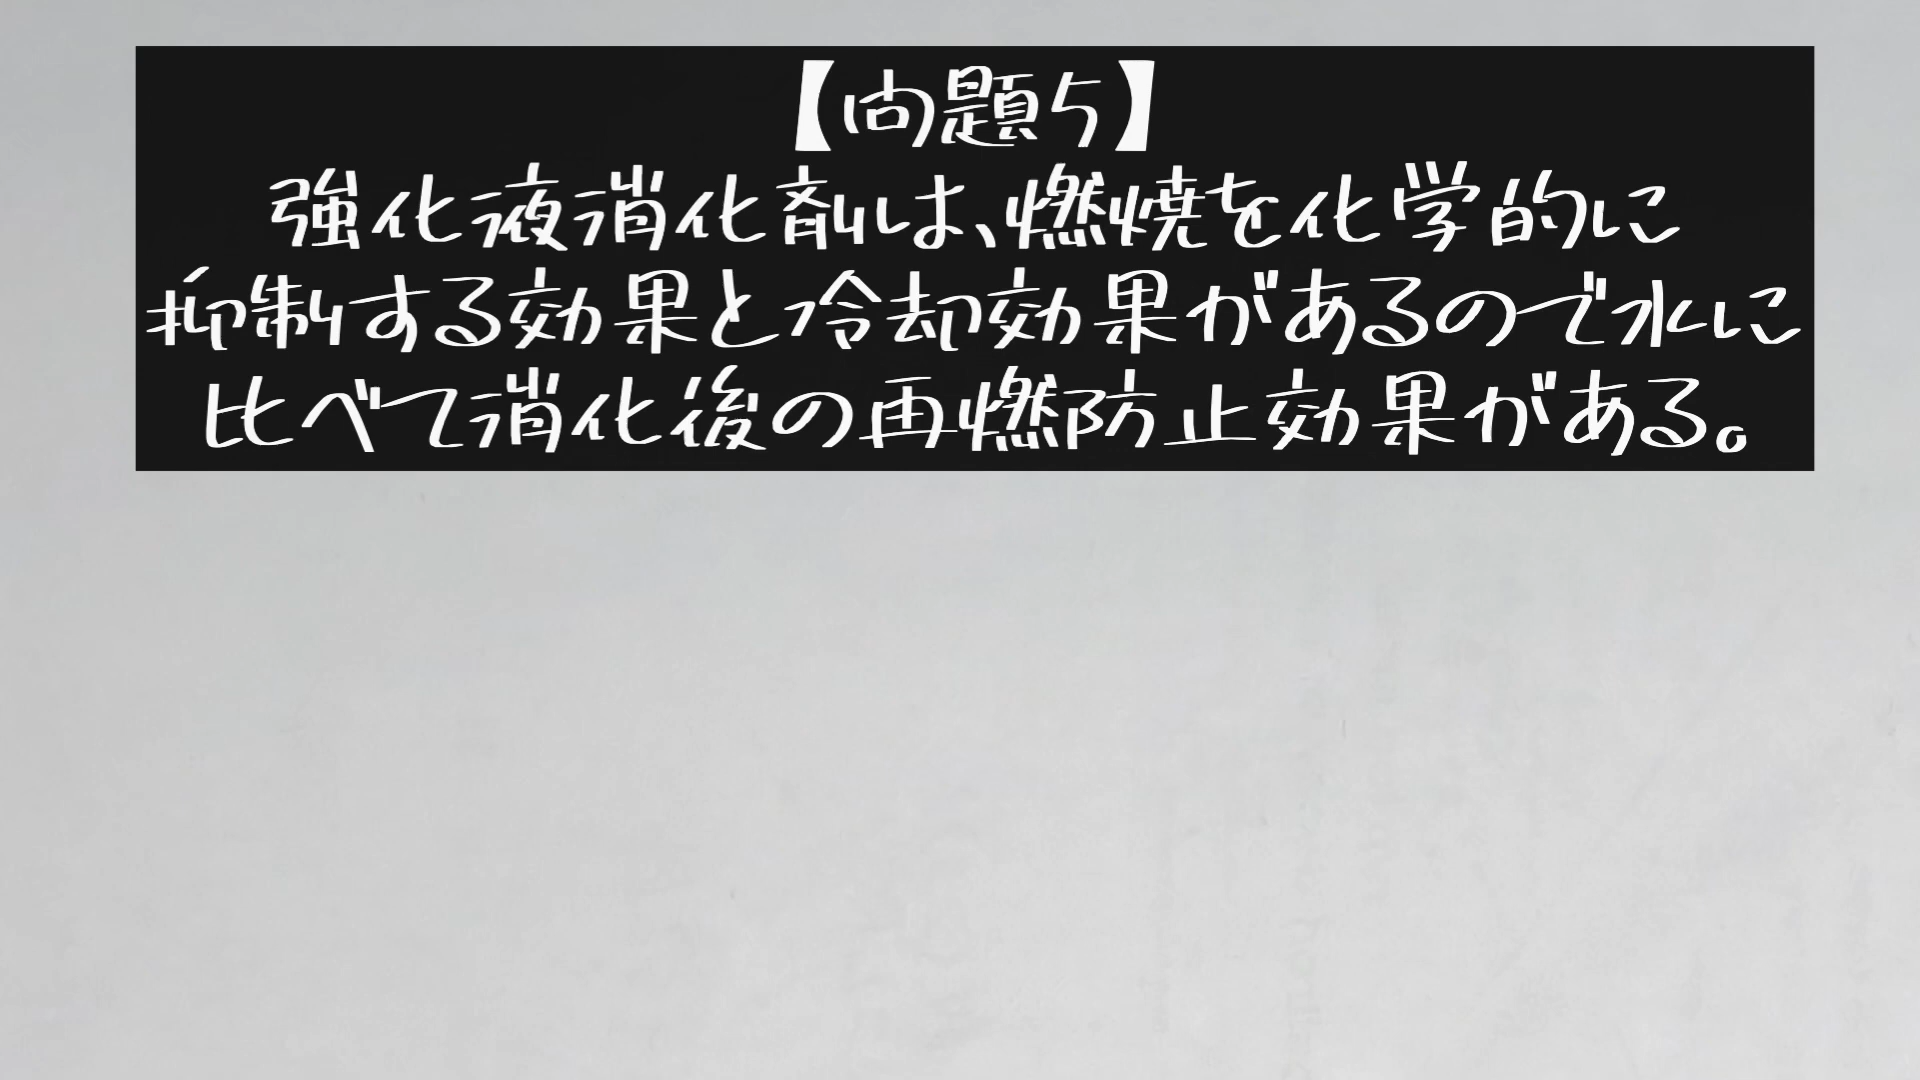 【問題5】
強化液消化剤は、燃焼を化学的に
抑制する効果と冷却効果があるので水に
比べて消化後の再燃防止効果がある。